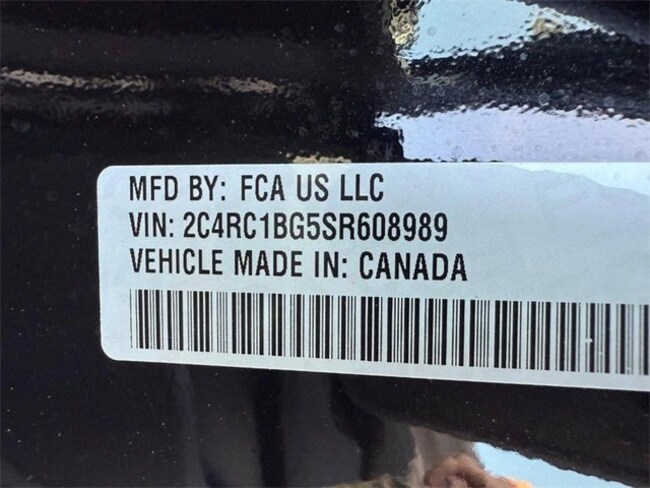 MFD BY: FCA US LLC
VIN: 2C4RC1BG5SR608989
VEHICLE MADE IN: CANADA